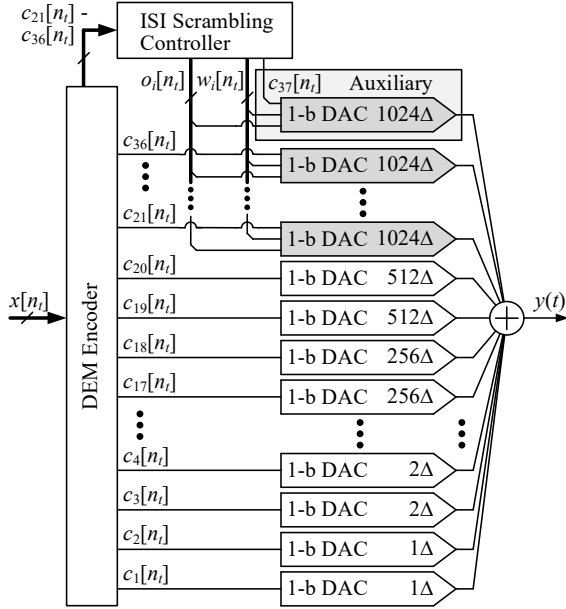 c21[nt] -
c36[nt]
ISI Scrambling
Controller
oi[nt] wi[nt] c37[nt] Auxiliary
1-b DAC 1024Δ
c36[nt]
1-b DAC 1024Δ
c21[nt]
1-b DAC 1024Δ
c20[nt]
1-b DAC 512Δ
c19[nt]
1-b DAC 512Δ
c18[nt]
1-b DAC 256Δ
c17[nt]
1-b DAC 256Δ
x[nt]
DEM Encoder
y(t)
c4[nt]
1-b DAC 2Δ
c3[nt]
1-b DAC 2Δ
c2[nt]
1-b DAC 1Δ
c1[nt]
1-b DAC 1Δ